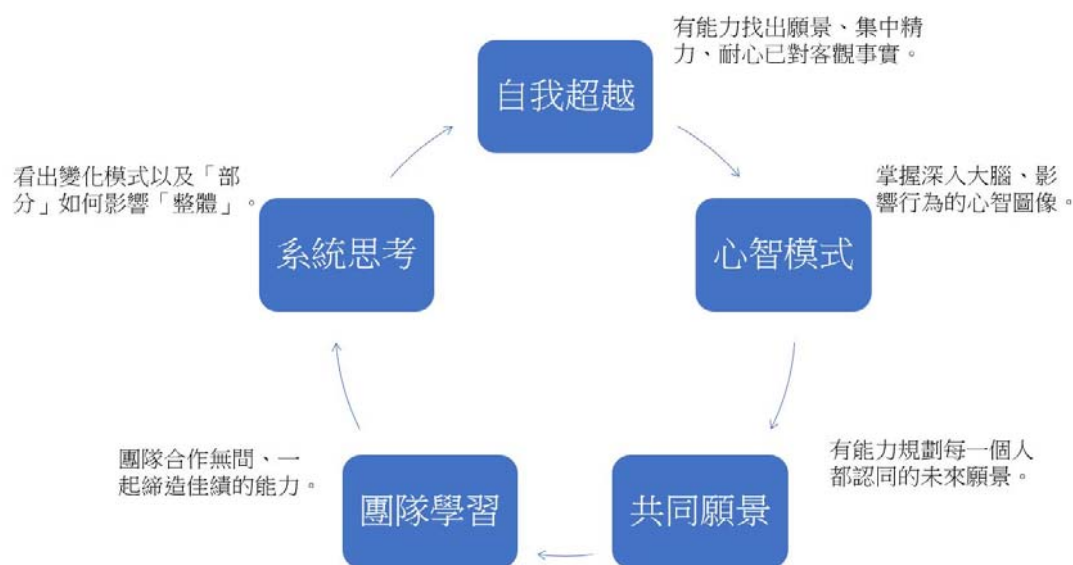 有能力找出願景、集中精
力、耐心已對客觀事實。
自我超越
掌握深入大腦、影
響行為的心智圖像。
心智模式
有能力規劃每一個人
都認同的未來願景。
共同願景
團隊合作無問、一
起締造佳績的能力。
團隊學習
看出變化模式以及「部
分」如何影響「整體」。
系統思考